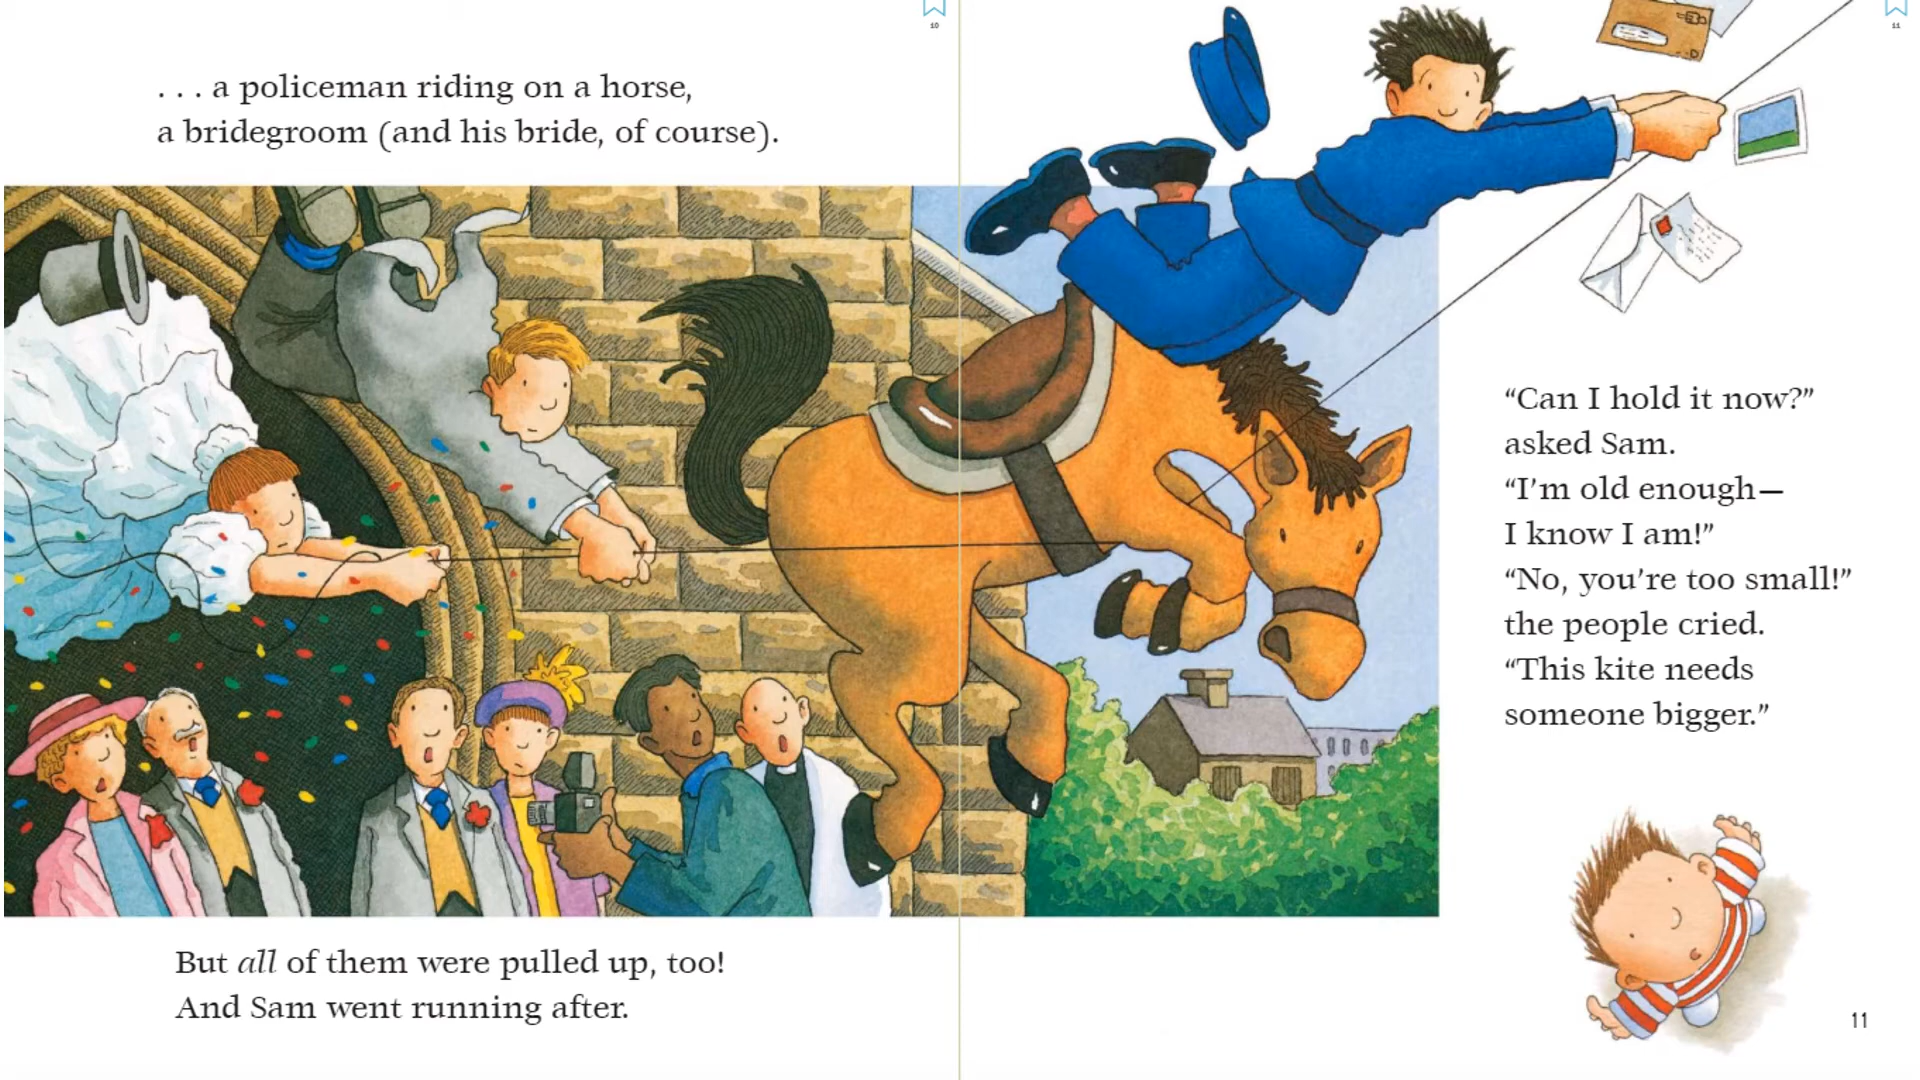 10
. . . a policeman riding on a horse,
a bridegroom (and his bride, of course).
But all of them were pulled up, too!
And Sam went running after.
11
“Can I hold it now?”
asked Sam.
“I’m old enough—
I know I am!”
“No, you’re too small!”
the people cried.
“This kite needs
someone bigger.”
11